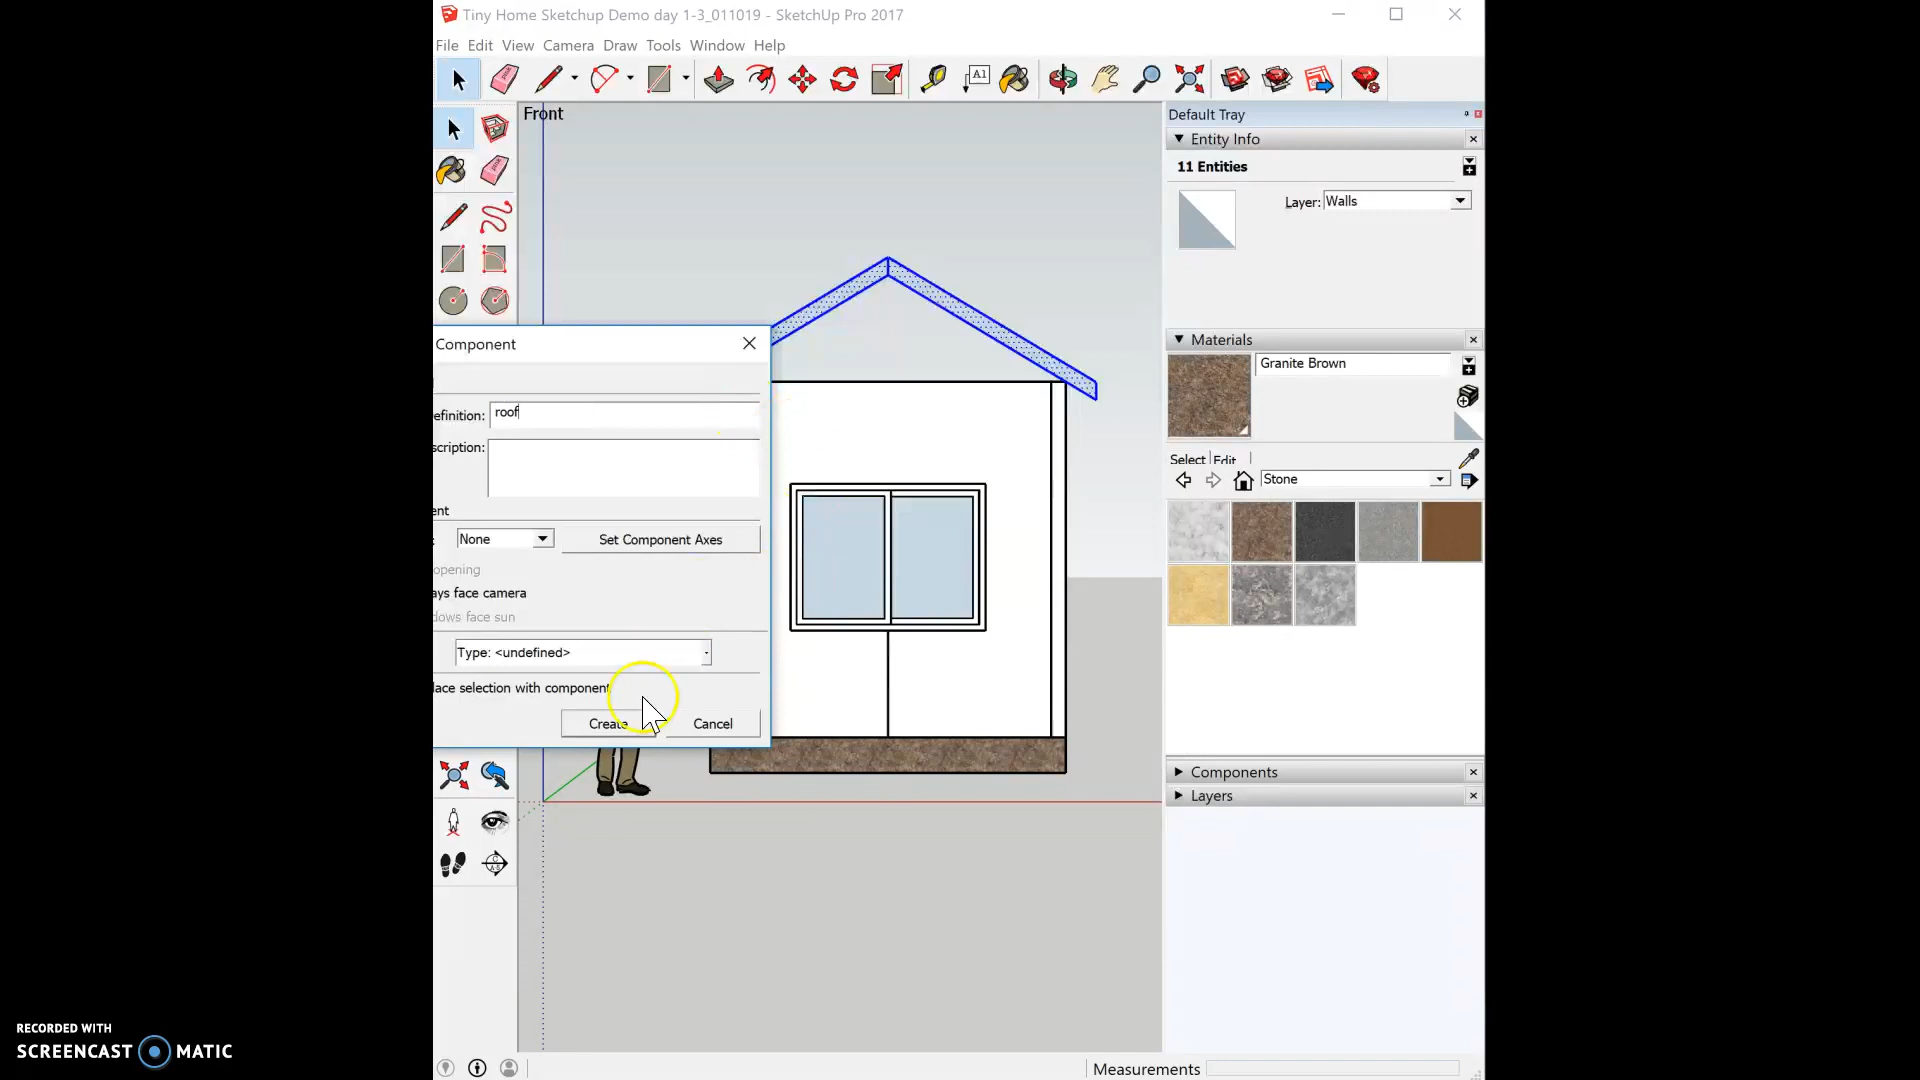 Tiny Home Sketchup Demo day 1-3_011019 - SketchUp Pro 2017
File Edit View Camera Draw Tools Window Help
A1
Front
Default Tray
Entity Info
11 Entities
Layer: Walls
Component
efinition: roof
scription:
ent
: None Set Component Axes
opening
ays face camera
dows face sun
Type: <undefined>
lace selection with component
Create Cancel
Materials
Granite Brown
Select Edit
Stone
Components
Layers
Measurements
RECORDED WITH
SCREENCAST MATIC